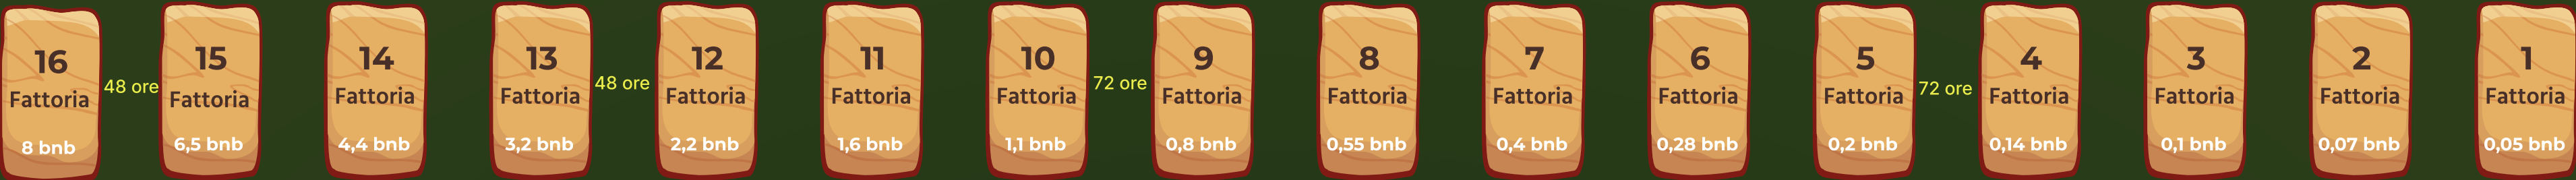 16
Fattoria
8 bnb
48 ore
15
Fattoria
6,5 bnb
14
Fattoria
4,4 bnb
13
Fattoria
3,2 bnb
48 ore
12
Fattoria
2,2 bnb
11
Fattoria
1,6 bnb
10
Fattoria
1,1 bnb
72 ore
9
Fattoria
0,8 bnb
8
Fattoria
0,55 bnb
7
Fattoria
0,4 bnb
6
Fattoria
0,28 bnb
5
Fattoria
0,2 bnb
72 ore
4
Fattoria
0,14 bnb
3
Fattoria
0,1 bnb
2
Fattoria
0,07 bnb
1
Fattoria
0,05 bnb